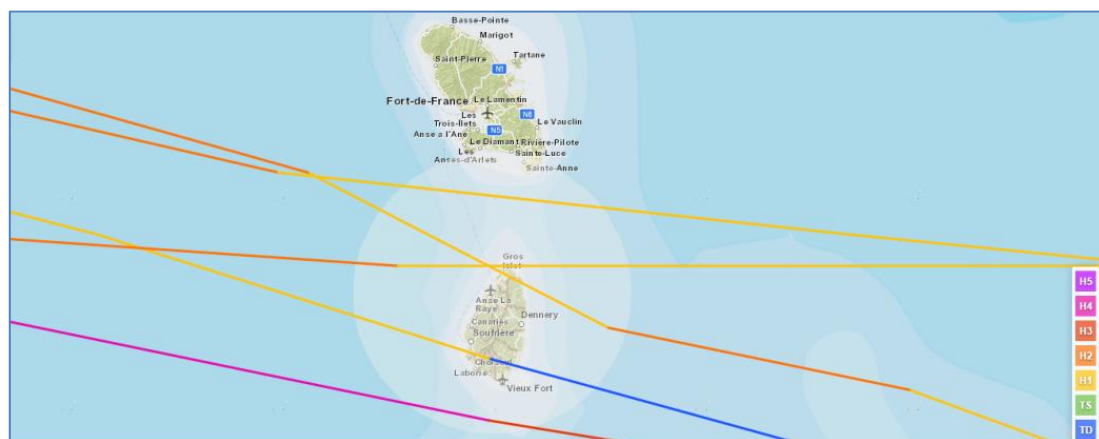 Basse-Pointe
Marigot
Tartane
Saint-Pierre
N1
Fort-de-France
Le Lamentin
Les
Trois-Ilets
N6
Le Vauclin
Anse a l'Ane
N5
Le Diamant
Rivière-Pilote
Les
Anses-d'Arlets
Sainte-Luce
Sainte-Anne
Gros
Islet
Anse La
Raye
Canaries
Dennery
Soufrière
Choiseul
Laborie
Vieux Fort
H5
H4
H3
H2
H1
TS
TD